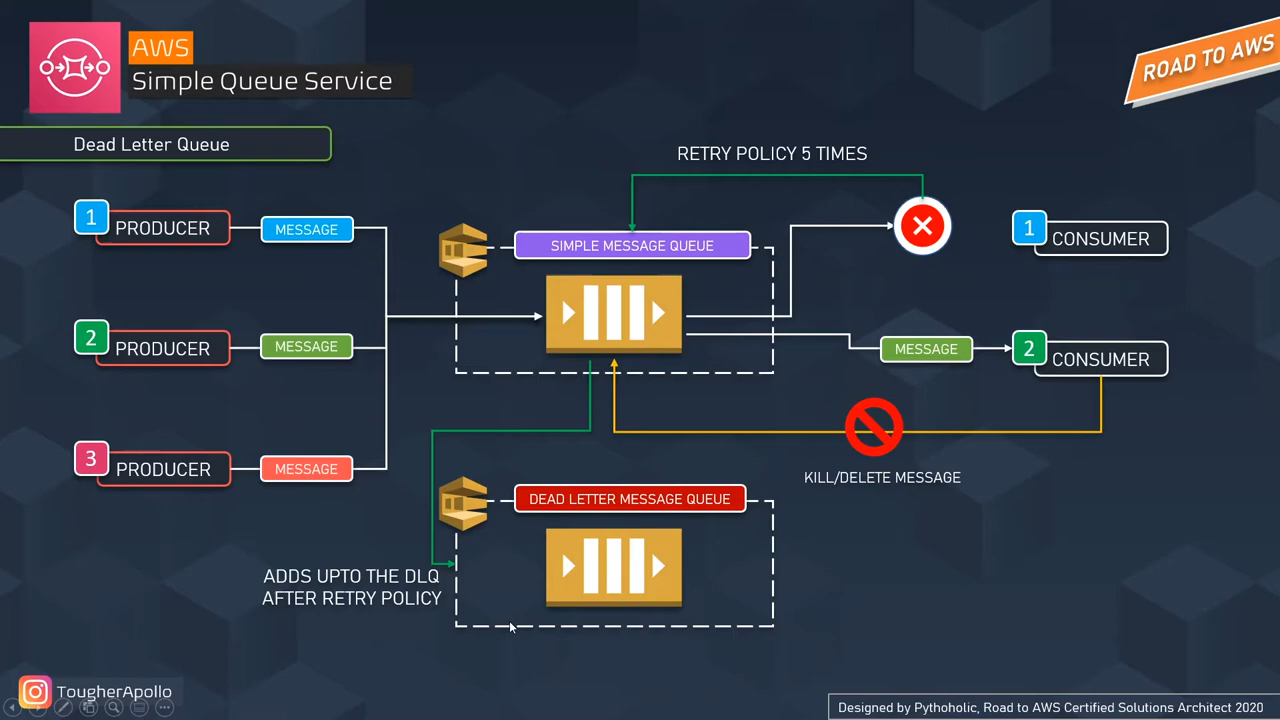 AWS
Simple Queue Service
ROAD TO AWS
Dead Letter Queue
RETRY POLICY 5 TIMES
1
PRODUCER
MESSAGE
SIMPLE MESSAGE QUEUE
1
CONSUMER
2
PRODUCER
MESSAGE
MESSAGE
2
CONSUMER
3
PRODUCER
MESSAGE
KILL/DELETE MESSAGE
DEAD LETTER MESSAGE QUEUE
ADDS UPTO THE DLQ
AFTER RETRY POLICY
TougherApollo
Designed by Pythoholic, Road to AWS Certified Solutions Architect 2020